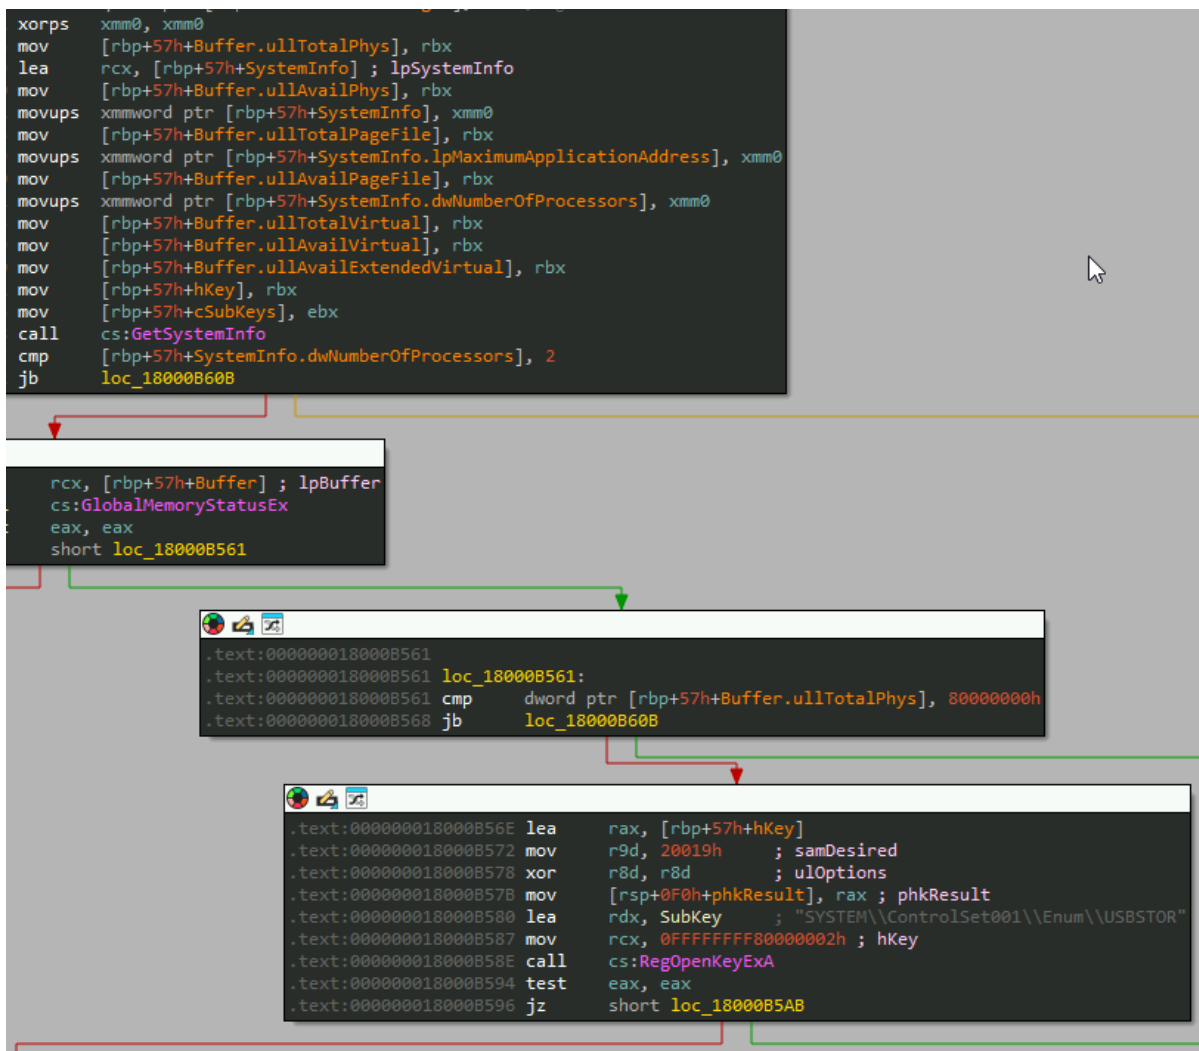 xorps xmm0, xmm0
mov [rbp+57h+Buffer.ullTotalPhys], rbx
lea rcx, [rbp+57h+SystemInfo] ; lpSystemInfo
mov [rbp+57h+Buffer.ullAvailPhys], rbx
movups xmmword ptr [rbp+57h+SystemInfo], xmm0
mov [rbp+57h+Buffer.ullTotalPageFile], rbx
movups xmmword ptr [rbp+57h+SystemInfo.lpMaximumApplicationAddress], xmm0
mov [rbp+57h+Buffer.ullAvailPageFile], rbx
movups xmmword ptr [rbp+57h+SystemInfo.dwNumberOfProcessors], xmm0
mov [rbp+57h+Buffer.ullTotalVirtual], rbx
mov [rbp+57h+Buffer.ullAvailVirtual], rbx
mov [rbp+57h+Buffer.ullAvailExtendedVirtual], rbx
mov [rbp+57h+hKey], rbx
mov [rbp+57h+cSubKeys], ebx
call cs:GetSystemInfo
cmp [rbp+57h+SystemInfo.dwNumberOfProcessors], 2
jb loc_18000B60B
rcx, [rbp+57h+Buffer] ; lpBuffer
cs:GlobalMemoryStatusEx
eax, eax
short loc_18000B561
.text:000000018000B561
.text:000000018000B561 loc_18000B561:
.text:000000018000B561 cmp dword ptr [rbp+57h+Buffer.ullTotalPhys], 80000000h
.text:000000018000B568 jb loc_18000B60B
.text:000000018000B56E lea rax, [rbp+57h+hKey]
.text:000000018000B572 mov r9d, 20019h ; samDesired
.text:000000018000B578 xor r8d, r8d ; ulOptions
.text:000000018000B57B mov [rsp+0F0h+phkResult], rax ; phkResult
.text:000000018000B580 lea rdx, SubKey ; "SYSTEM\\ControlSet001\\Enum\\USBSTOR"
.text:000000018000B587 mov rcx, 0FFFFFFFF80000002h ; hKey
.text:000000018000B58E call cs:RegOpenKeyExA
.text:000000018000B594 test eax, eax
.text:000000018000B596 jz short loc_18000B5AB